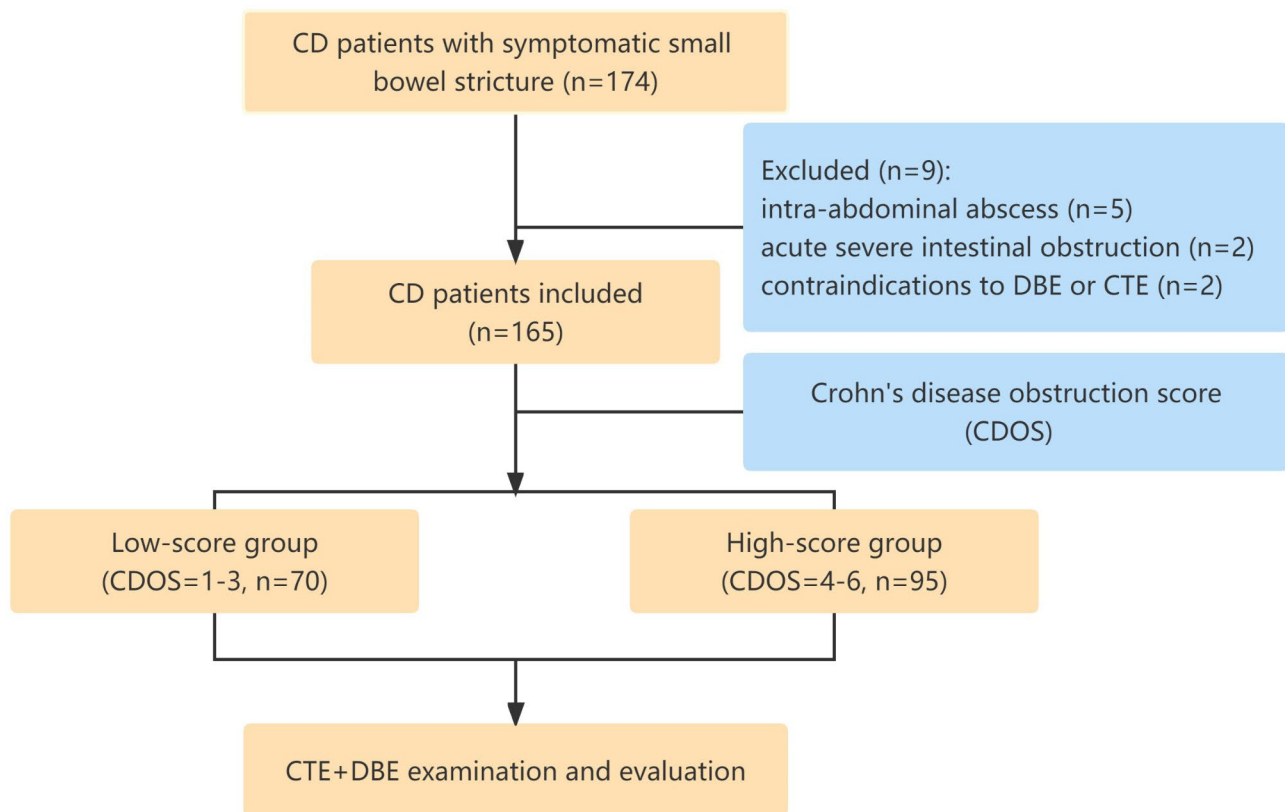 CD patients with symptomatic small
bowel stricture (n=174)
Excluded (n=9):
intra-abdominal abscess (n=5)
acute severe intestinal obstruction (n=2)
contraindications to DBE or CTE (n=2)
CD patients included
(n=165)
Crohn's disease obstruction score
(CDOS)
Low-score group
(CDOS=1-3, n=70)
High-score group
(CDOS=4-6, n=95)
CTE+DBE examination and evaluation